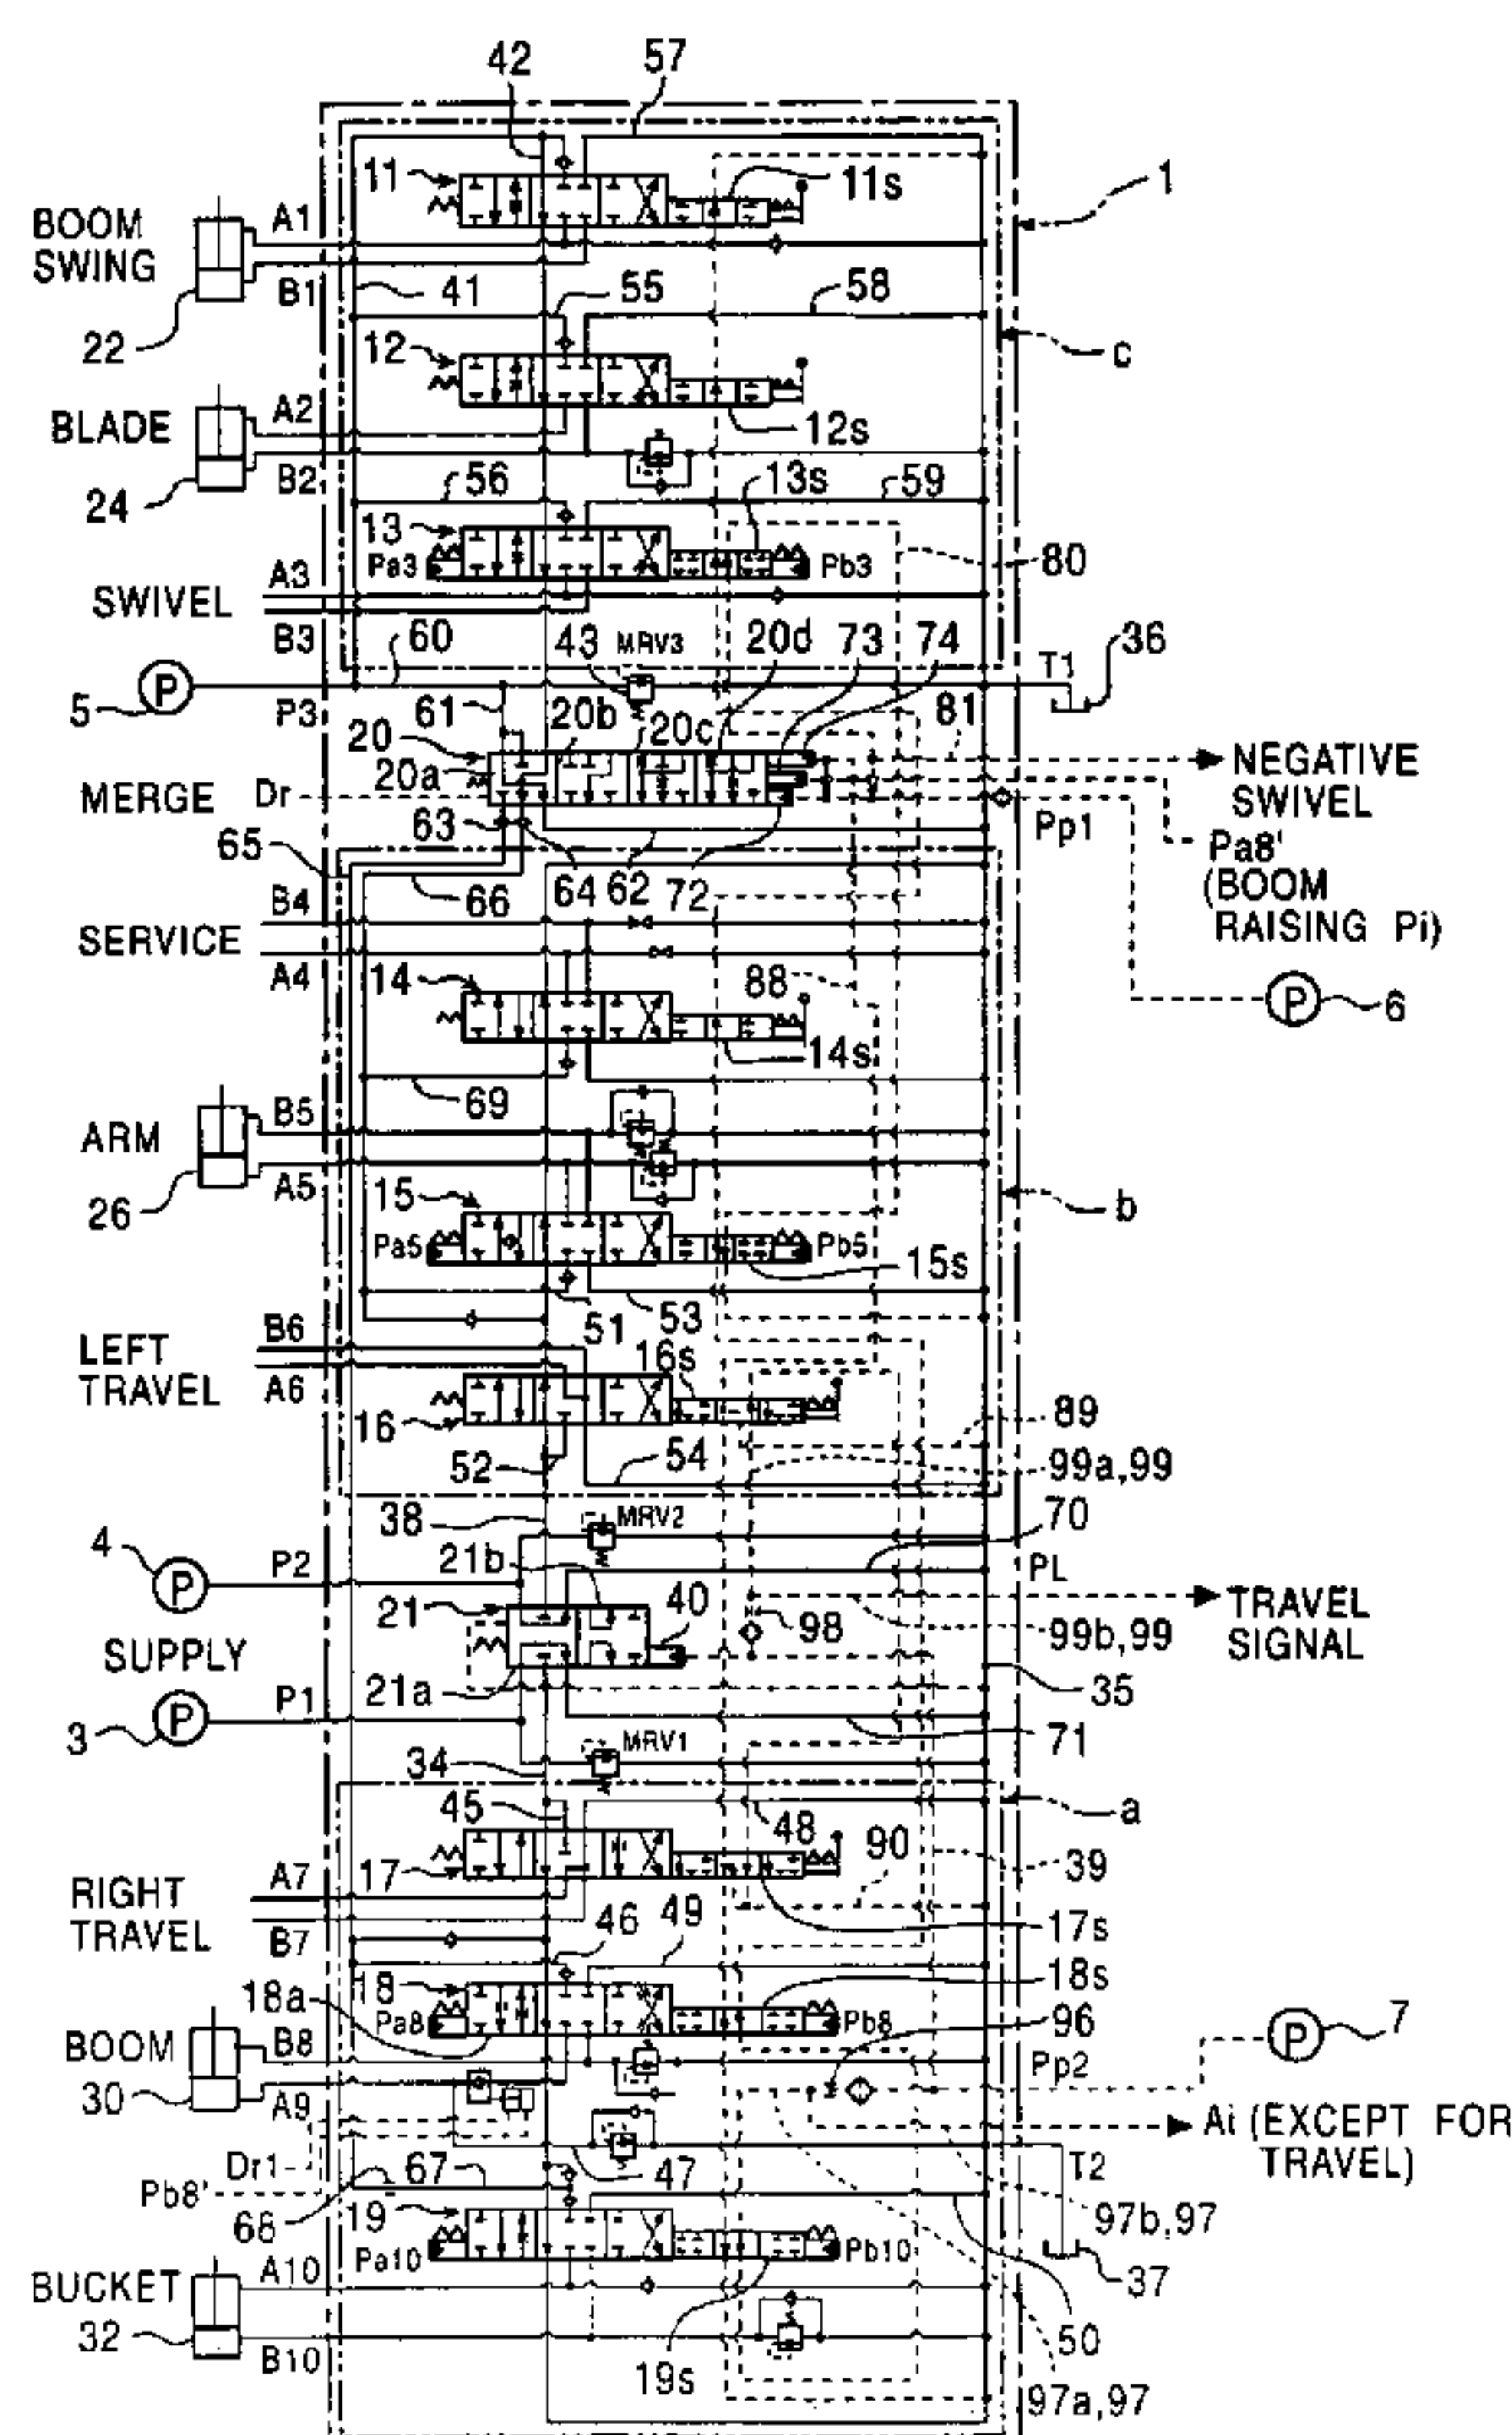 42
57
11
11s
1
BOOM
SWING
A1
B1
22
41
55
58
12
c
BLADE
A2
12s
24
B2
56
13s
59
13
Pa3
Pb3
80
A3
SWIVEL
B3
60
43
MRV3
20d
73
74
T1
36
P
5
P3
61
20
20b
20c
81
20a
NEGATIVE
SWIVEL
MERGE
Dr
63
Pp1
65
64
62
72
Pa8'
(BOOM
RAISING Pi)
66
B4
SERVICE
A4
14
88
P
6
14s
69
B5
ARM
A5
26
15
b
Pa5
Pb5
15s
51
53
B6
LEFT
TRAVEL
A6
16s
16
89
52
54
99a,99
38
MRV2
70
4
P
P2
21b
PL
21
40
TRAVEL
SIGNAL
98
99b,99
SUPPLY
21a
35
P1
3
P
71
MRV1
34
45
48
a
90
17
39
A7
RIGHT
TRAVEL
B7
46
49
17s
18a
18
18s
Pa8
Pb8
96
7
P
BOOM
B8
Pp2
30
A9
Ai (EXCEPT FOR
TRAVEL)
Dr1
47
T2
Pb8'
67
68
19
97b,97
Pa10
Pb10
37
A10
BUCKET
32
50
B10
19s
97a,97